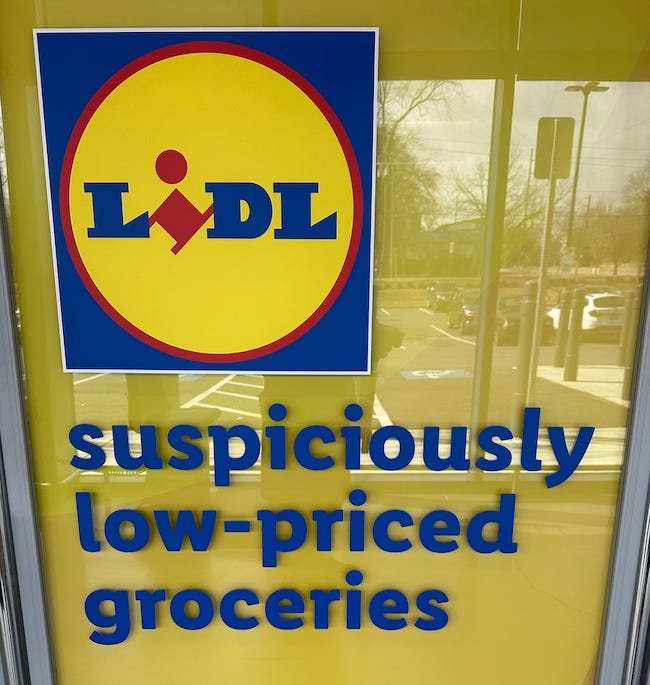 LiDL
suspiciously
low-priced
groceries